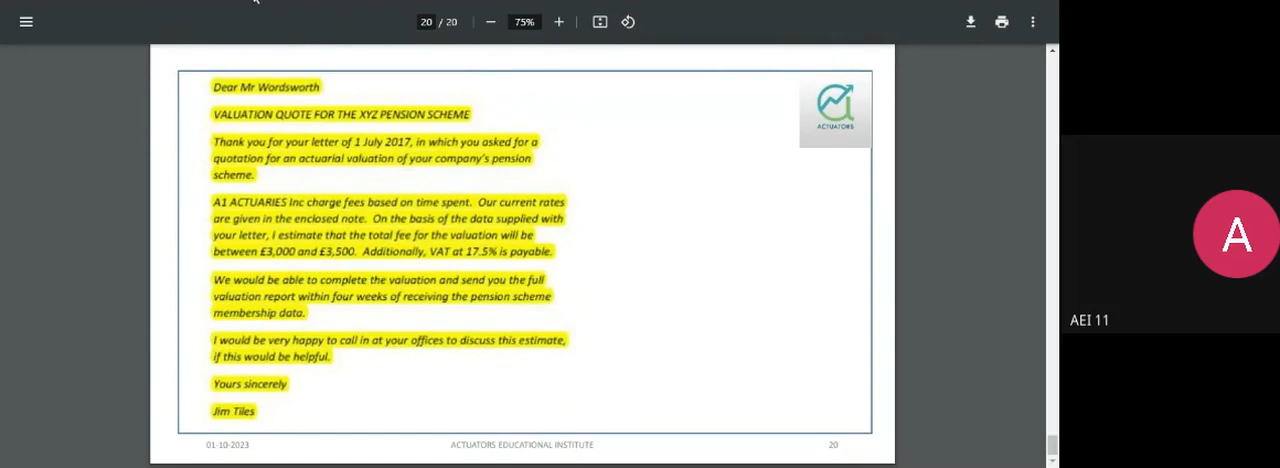 20 / 20
75%
Dear Mr Wordsworth
VALUATION QUOTE FOR THE XYZ PENSION SCHEME
Thank you for your letter of 1 July 2017, in which you asked for a
quotation for an actuarial valuation of your company's pension
scheme.
A1 ACTUARIES Inc charge fees based on time spent. Our current rates
are given in the enclosed note. On the basis of the data supplied with
your letter, I estimate that the total fee for the valuation will be
between £3,000 and £3,500. Additionally, VAT at 17.5% is payable.
We would be able to complete the valuation and send you the full
valuation report within four weeks of receiving the pension scheme
membership data.
I would be very happy to call in at your offices to discuss this estimate,
if this would be helpful.
Yours sincerely
Jim Tiles
ACTUATORS
01-10-2023
ACTUATORS EDUCATIONAL INSTITUTE
20
A
AEI 11